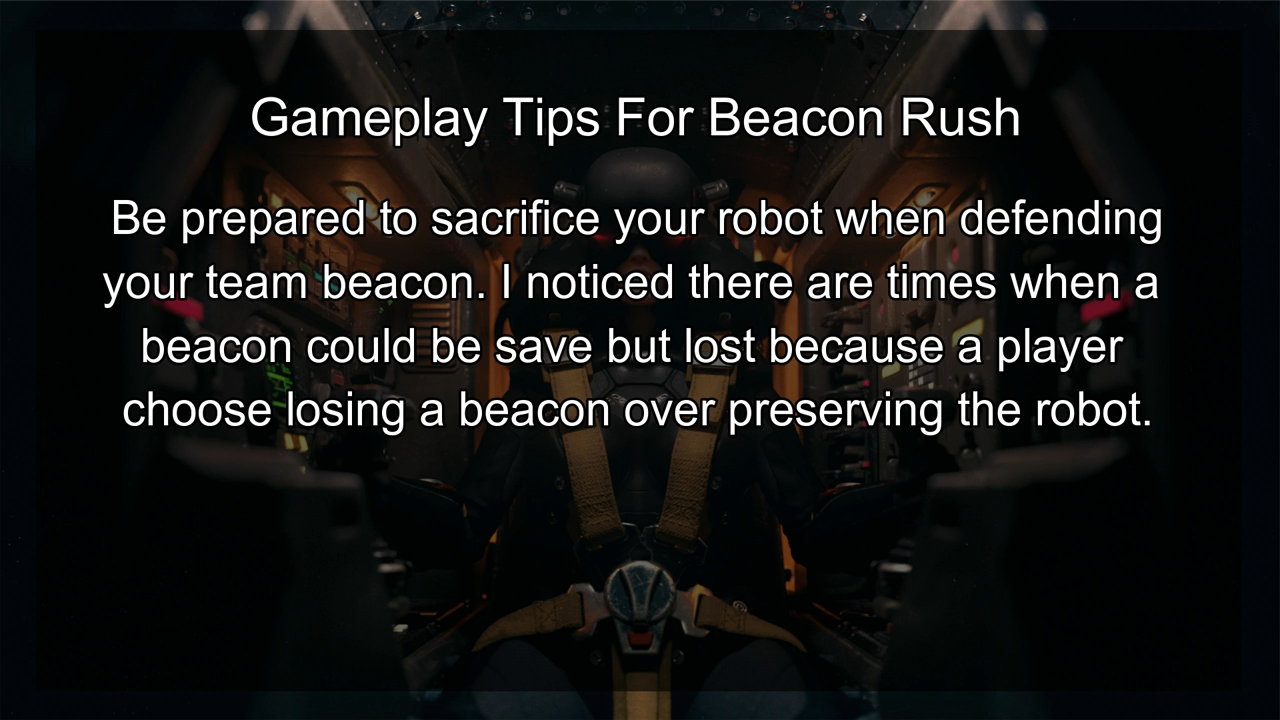 Gameplay Tips For Beacon Rush
Be prepared to sacrifice your robot when defending
your team beacon. I noticed there are times when a
beacon could be save but lost because a player
choose losing a beacon over preserving the robot.